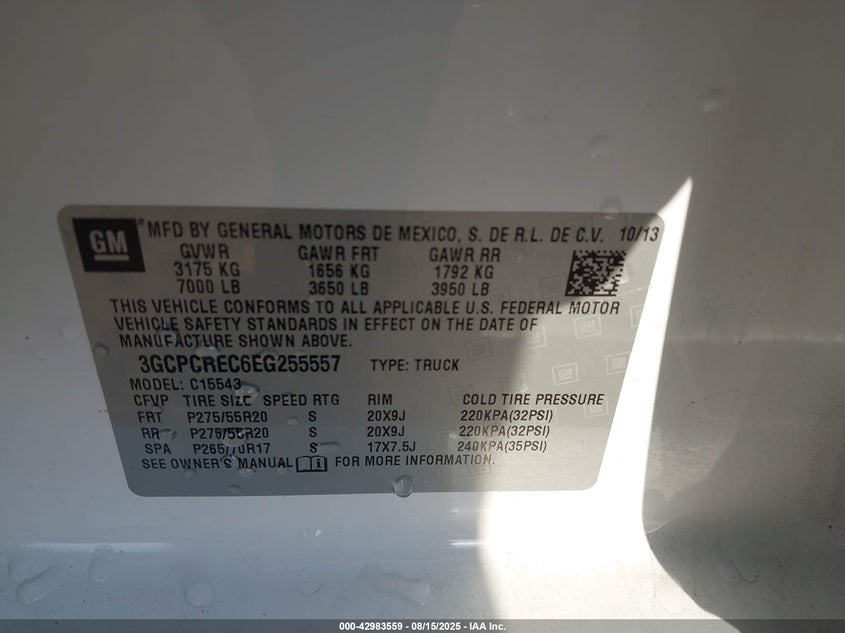 GM
MFD BY GENERAL MOTORS DE MEXICO, S. DE R.L. DE C.V. 10/13
GVWR GAWR FRT GAWR RR
3175 KG 1656 KG 1792 KG
7000 LB 3650 LB 3950 LB
THIS VEHICLE CONFORMS TO ALL APPLICABLE U.S. FEDERAL MOTOR
VEHICLE SAFETY STANDARDS IN EFFECT ON THE DATE OF
MANUFACTURE SHOWN ABOVE.
3GCPCREC6EG255557 TYPE: TRUCK
MODEL: C15543
CFVP TIRE SIZE SPEED RTG RIM COLD TIRE PRESSURE
FRT P275/55R20 S 20X9J 220KPA(32PSI)
RR P275/55R20 S 20X9J 220KPA(32PSI)
SPA P265/70R17 S 17X7.5J 240KPA(35PSI)
SEE OWNER'S MANUAL FOR MORE INFORMATION.
000-42983559 - 08/15/2025 - IAA Inc.